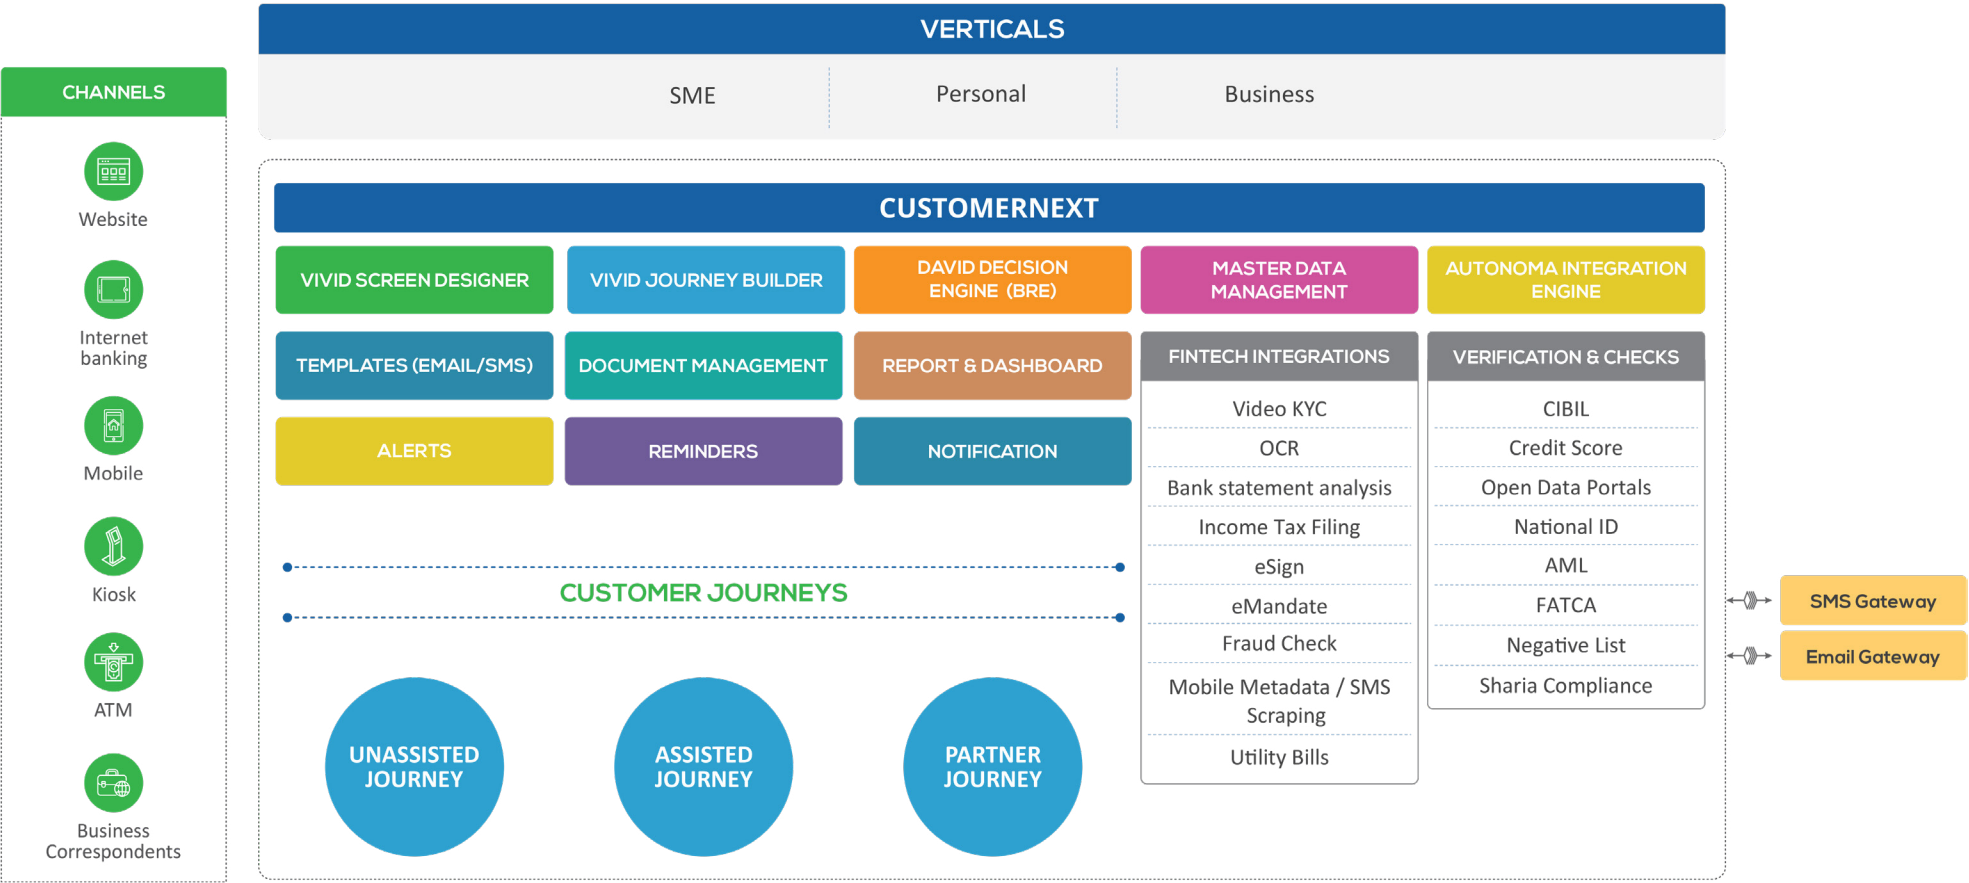 VERTICALS
SME
Personal
Business
CHANNELS
Website
Internet
banking
Mobile
Kiosk
ATM
Business
Correspondents
CUSTOMERNEXT
VIVID SCREEN DESIGNER
VIVID JOURNEY BUILDER
DAVID DECISION
ENGINE (BRE)
MASTER DATA
MANAGEMENT
AUTONOMA INTEGRATION
ENGINE
TEMPLATES (EMAIL/SMS)
DOCUMENT MANAGEMENT
REPORT & DASHBOARD
ALERTS
REMINDERS
NOTIFICATION
FINTECH INTEGRATIONS
Video KYC
OCR
Bank statement analysis
Income Tax Filing
eSign
eMandate
Fraud Check
Mobile Metadata / SMS
Scraping
Utility Bills
VERIFICATION & CHECKS
CIBIL
Credit Score
Open Data Portals
National ID
AML
FATCA
Negative List
Sharia Compliance
CUSTOMER JOURNEYS
UNASSISTED
JOURNEY
ASSISTED
JOURNEY
PARTNER
JOURNEY
SMS Gateway
Email Gateway